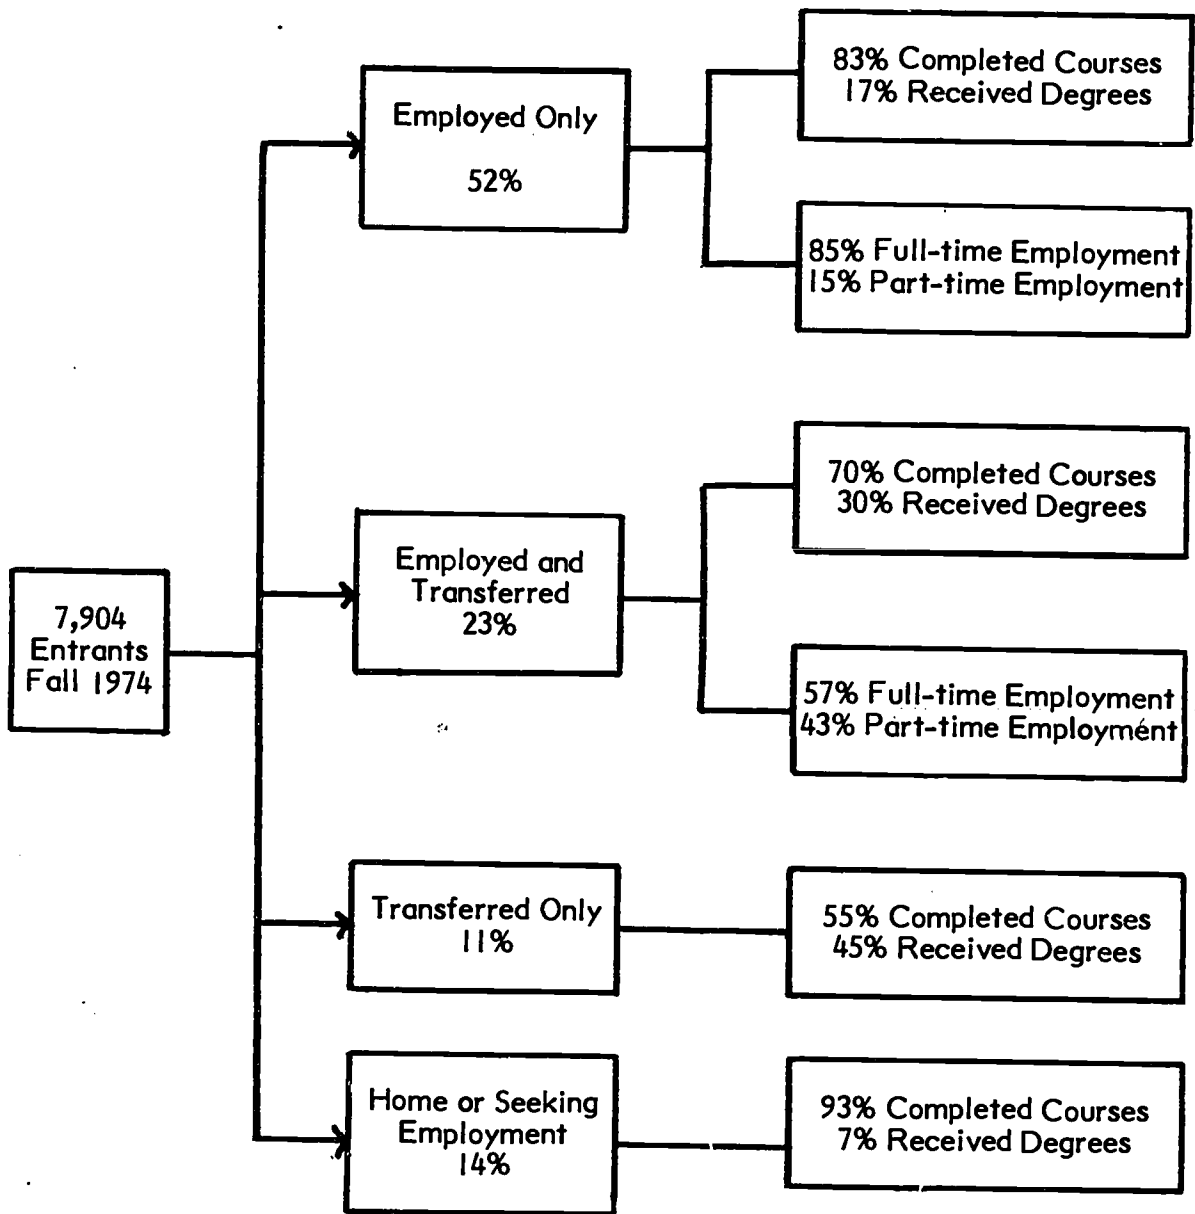 7,904
Entrants
Fall 1974
Employed Only
52%
83% Completed Courses
17% Received Degrees
85% Full-time Employment
15% Part-time Employment
Employed and
Transferred
23%
70% Completed Courses
30% Received Degrees
57% Full-time Employment
43% Part-time Employment
Transferred Only
11%
55% Completed Courses
45% Received Degrees
Home or Seeking
Employment
14%
93% Completed Courses
7% Received Degrees